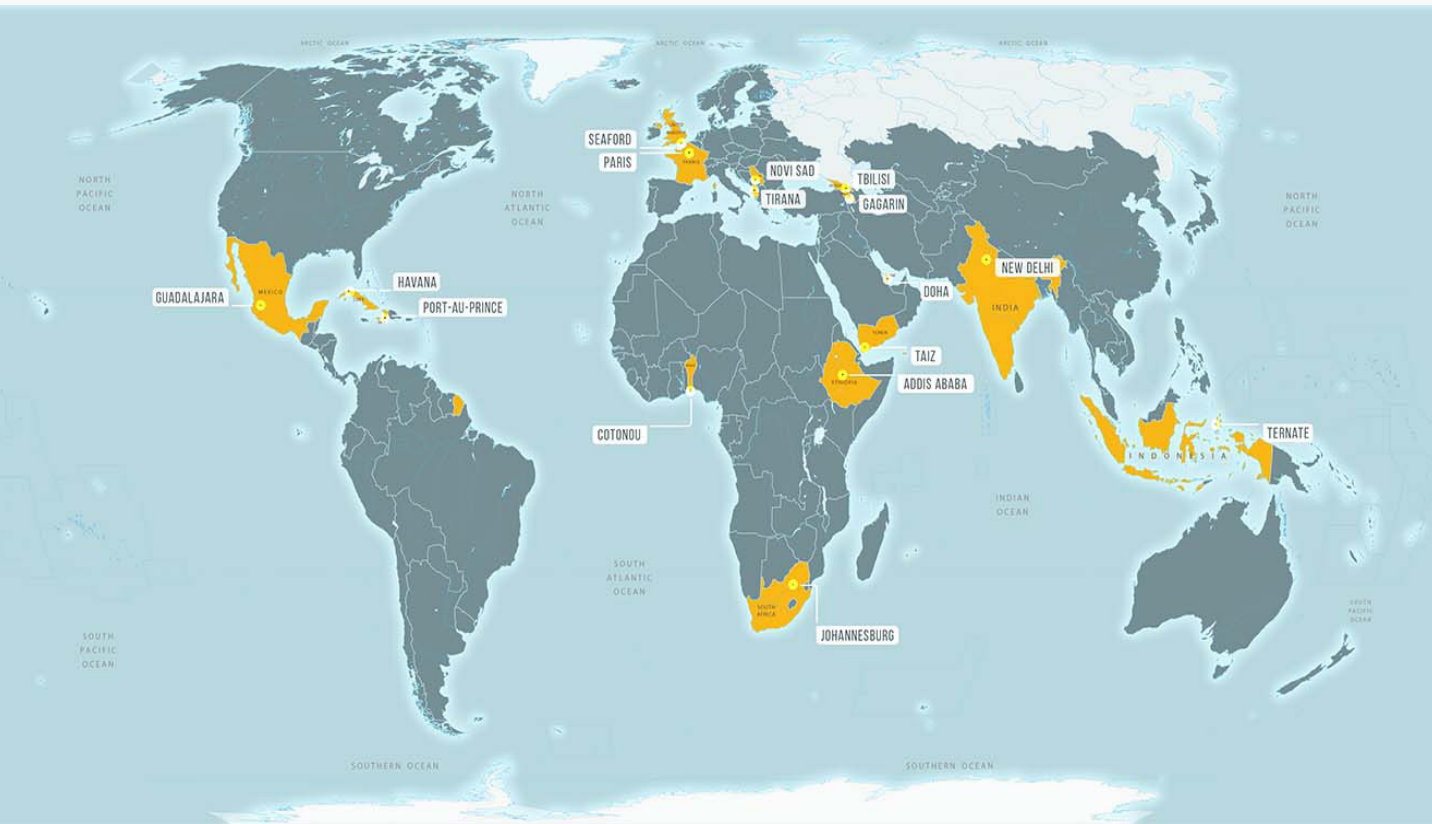 ARCTIC OCEAN
ARCTIC OCEAN
ARCTIC OCEAN
SEAFORD
PARIS
FRANCE
NOVI SAD
TIRANA
TBILISI
GAGARIN
NORTH
PACIFIC
OCEAN
NORTH
ATLANTIC
OCEAN
NORTH
PACIFIC
OCEAN
NEW DELHI
INDIA
DOHA
GUADALAJARA
MEXICO
HAVANA
PORT-AU-PRINCE
YEMEN
TAIZ
ETHIOPIA
ADDIS ABABA
COTONOU
TERNATE
INDONESIA
INDIAN
OCEAN
SOUTH
ATLANTIC
OCEAN
SOUTH
AFRICA
JOHANNESBURG
SOUTH
PACIFIC
OCEAN
SOUTH
PACIFIC
OCEAN
SOUTHERN OCEAN
SOUTHERN OCEAN